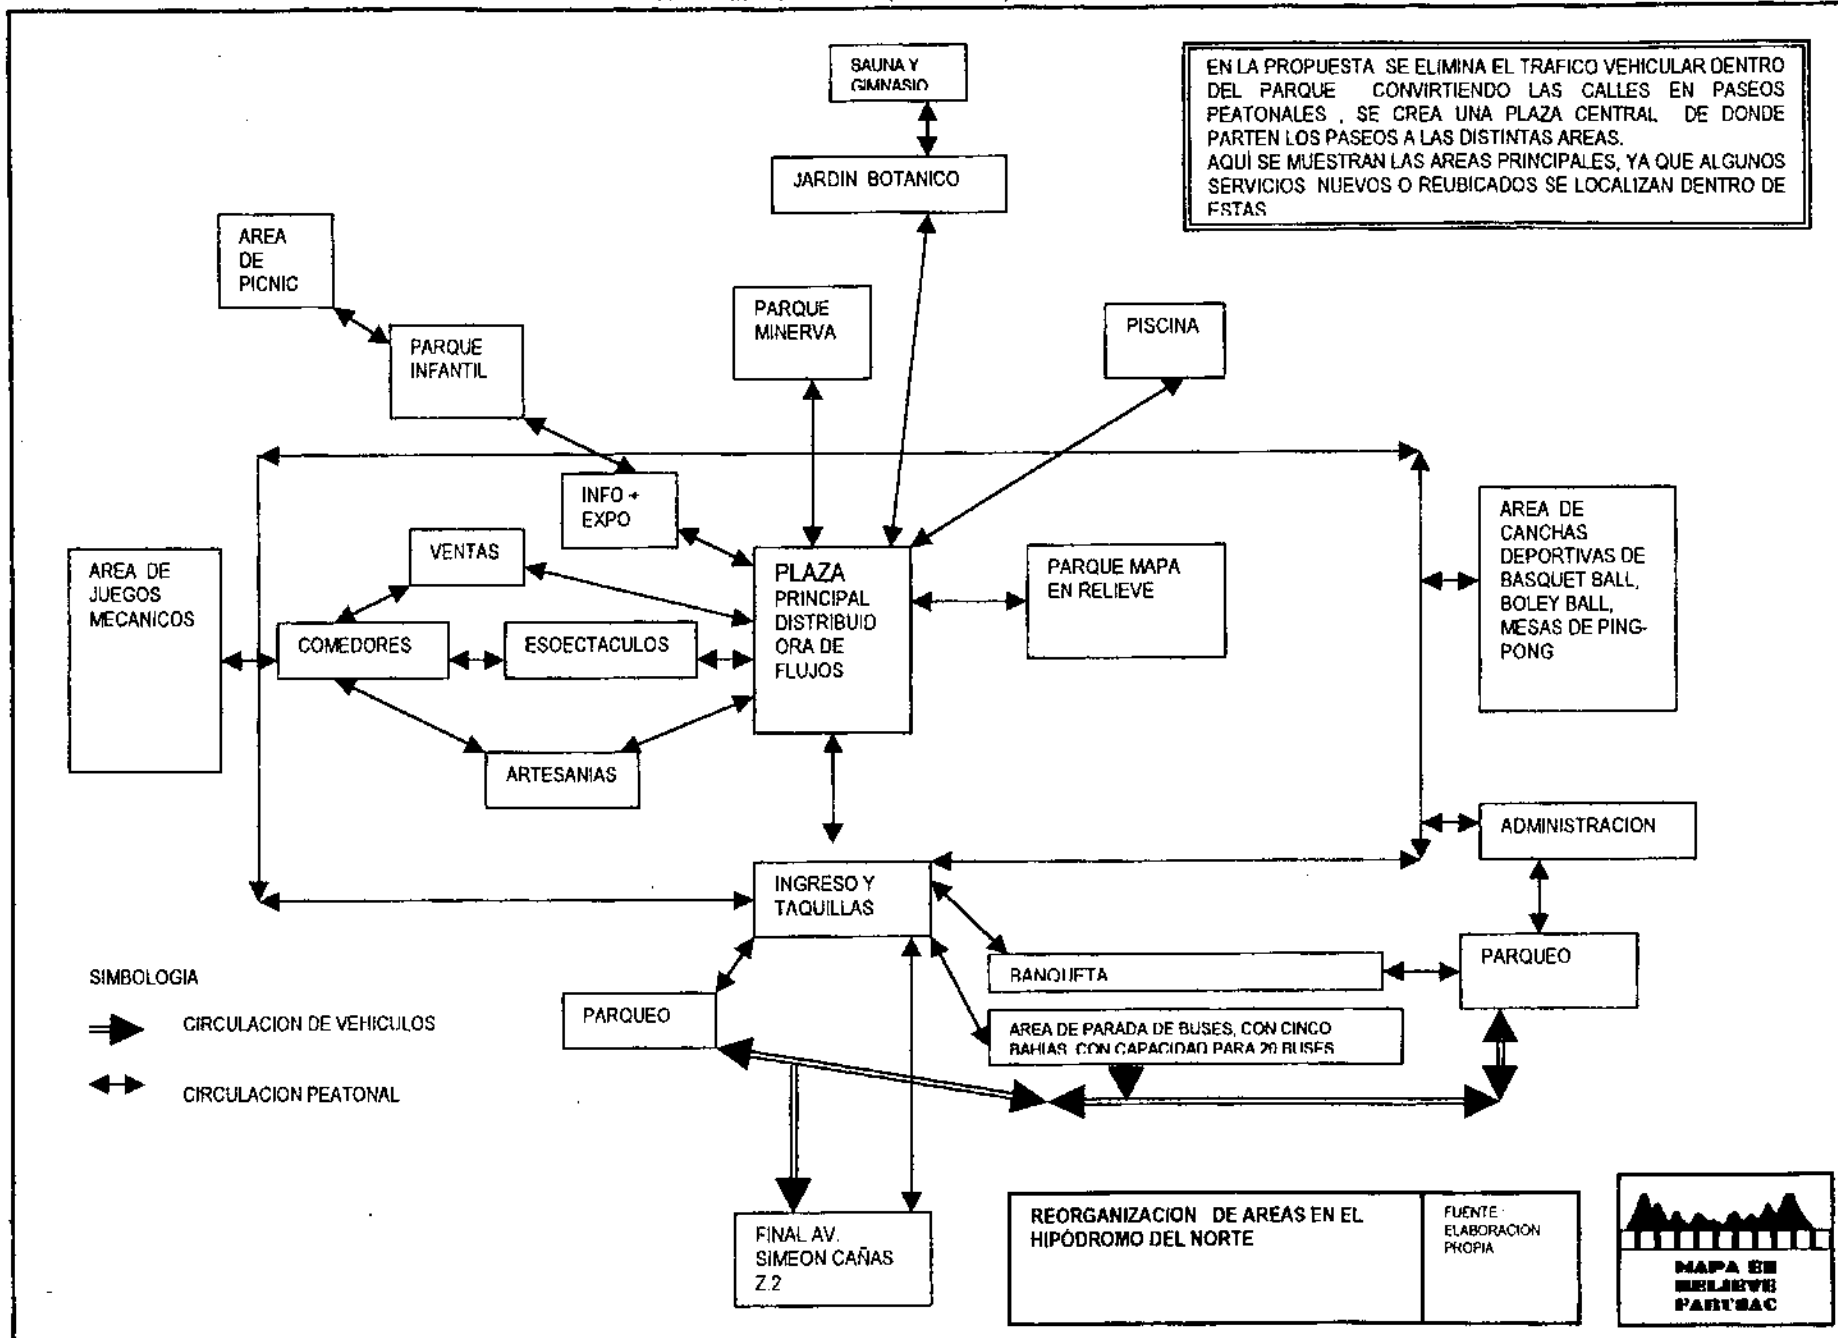 SAUNA Y
GIMNASIO
EN LA PROPUESTA SE ELIMINA EL TRAFICO VEHICULAR DENTRO
DEL PARQUE CONVIRTIENDO LAS CALLES EN PASEOS
PEATONALES , SE CREA UNA PLAZA CENTRAL DE DONDE
PARTEN LOS PASEOS A LAS DISTINTAS AREAS.
AQUÍ SE MUESTRAN LAS AREAS PRINCIPALES, YA QUE ALGUNOS
SERVICIOS NUEVOS O REUBICADOS SE LOCALIZAN DENTRO DE
ESTAS
JARDIN BOTANICO
AREA
DE
PICNIC
PARQUE
INFANTIL
PARQUE
MINERVA
PISCINA
INFO +
EXPO
VENTAS
AREA DE
JUEGOS
MECANICOS
COMEDORES
ESOECTACULOS
ARTESANIAS
PLAZA
PRINCIPAL
DISTRIBUID
ORA DE
FLUJOS
PARQUE MAPA
EN RELIEVE
AREA DE
CANCHAS
DEPORTIVAS DE
BASQUET BALL,
BOLEY BALL,
MESAS DE PING-
PONG
ADMINISTRACION
INGRESO Y
TAQUILLAS
BANQUETA
PARQUEO
PARQUEO
AREA DE PARADA DE BUSES, CON CINCO
BAHIAS CON CAPACIDAD PARA 20 BUSES
SIMBOLOGIA
CIRCULACION DE VEHICULOS
CIRCULACION PEATONAL
FINAL AV.
SIMEON CAÑAS
Z.2
REORGANIZACION DE AREAS EN EL
HIPÓDROMO DEL NORTE
FUENTE
ELABORACION
PROPIA
MAPA EN
RELIEVE
FARUSAC